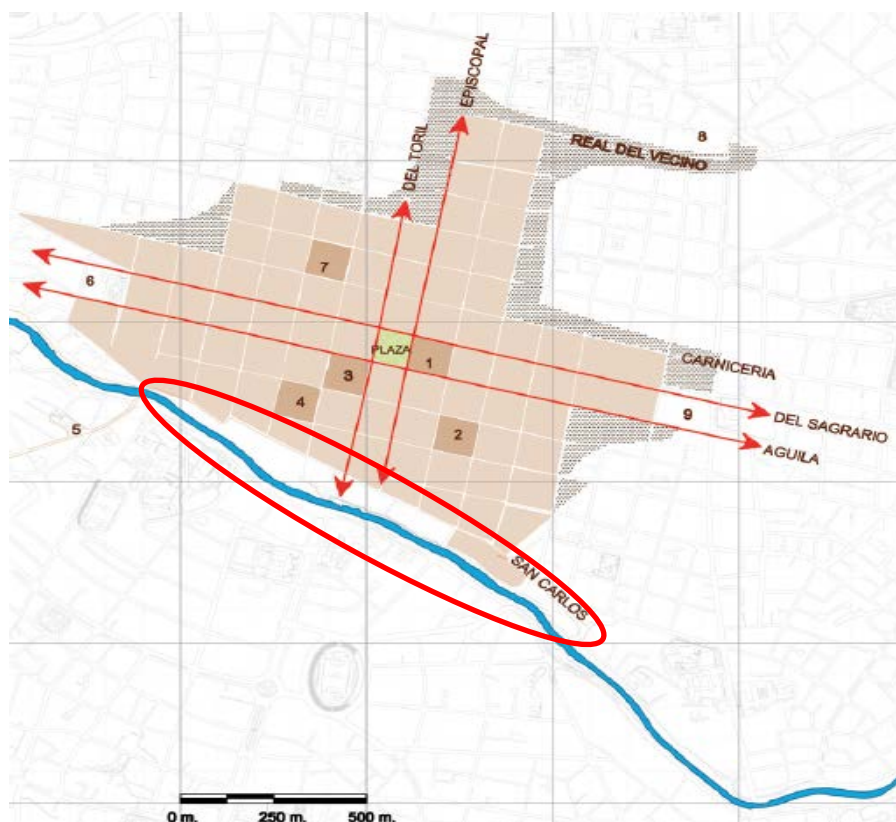 EPISCOPAL
DEL TORIL
8
REAL DEL VECINO
7
6
PLAZA
1
CARNICERIA
3
4
9
DEL SAGRARIO
5
2
AGUILA
SAN CARLOS
0 m. 250 m. 500 m.